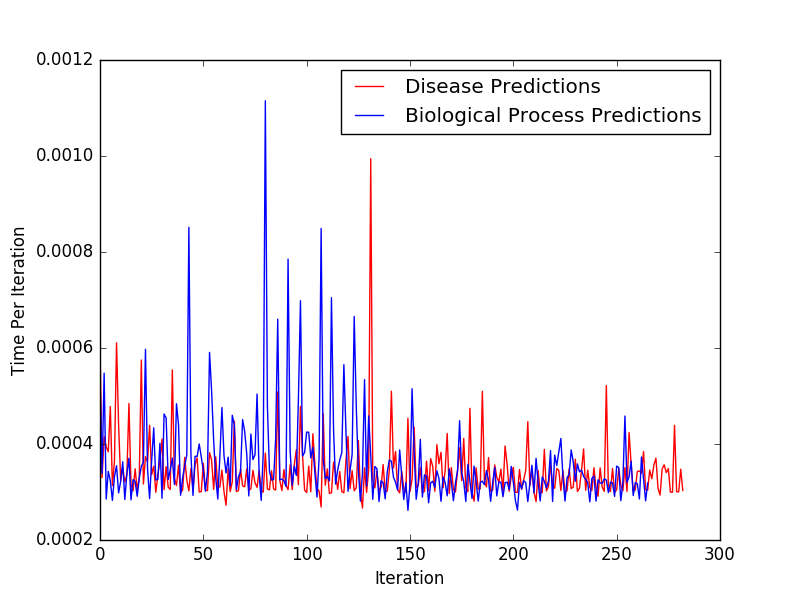 0.0012
0.0010
0.0008
0.0006
0.0004
0.0002
Time Per Iteration
Disease Predictions
Biological Process Predictions
0 50 100 150 200 250 300
Iteration